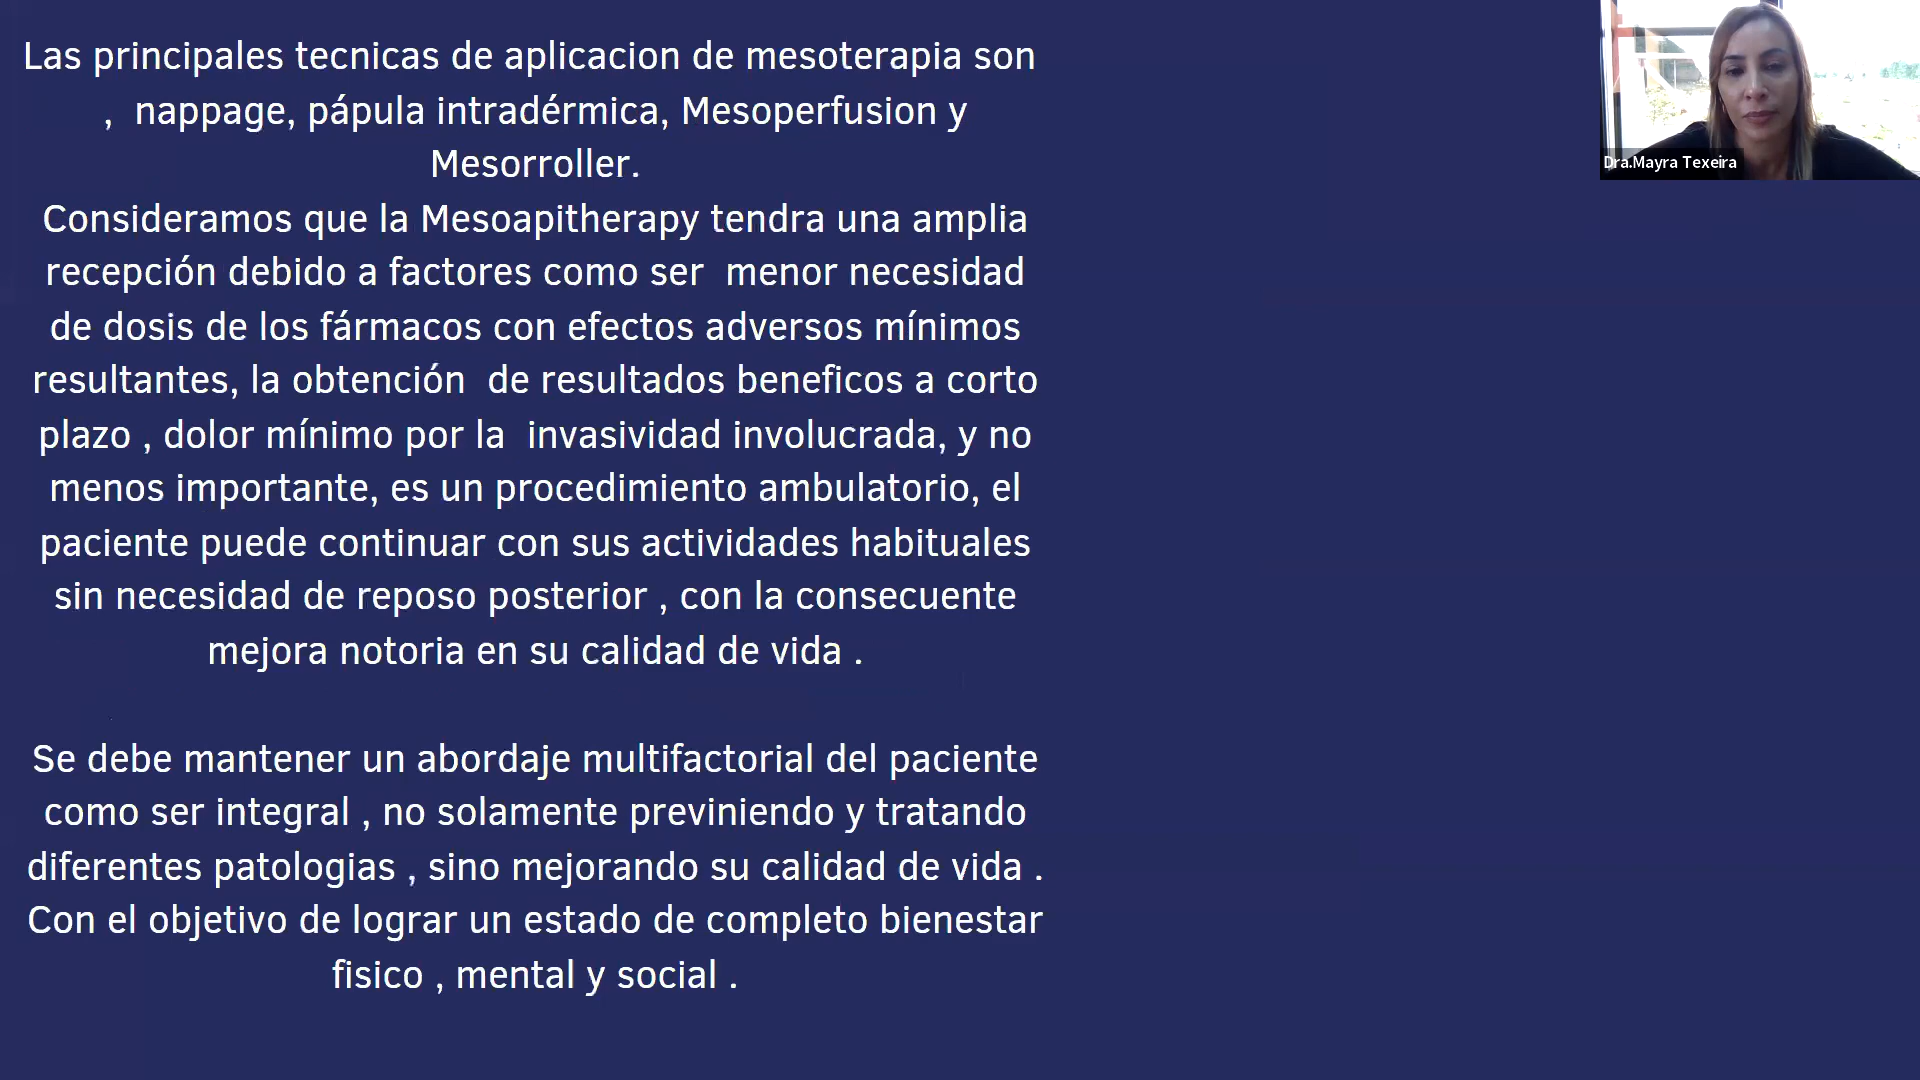 Las principales tecnicas de aplicacion de mesoterapia son
, nappage, pápula intradérmica, Mesoperfusion y
Mesorroller.
Consideramos que la Mesoapitherapy tendra una amplia
recepción debido a factores como ser menor necesidad
de dosis de los fármacos con efectos adversos mínimos
resultantes, la obtención de resultados beneficos a corto
plazo , dolor mínimo por la invasividad involucrada, y no
menos importante, es un procedimiento ambulatorio, el
paciente puede continuar con sus actividades habituales
sin necesidad de reposo posterior , con la consecuente
mejora notoria en su calidad de vida .
Se debe mantener un abordaje multifactorial del paciente
como ser integral , no solamente previniendo y tratando
diferentes patologias , sino mejorando su calidad de vida .
Con el objetivo de lograr un estado de completo bienestar
fisico , mental y social .
Dra.Mayra Texeira